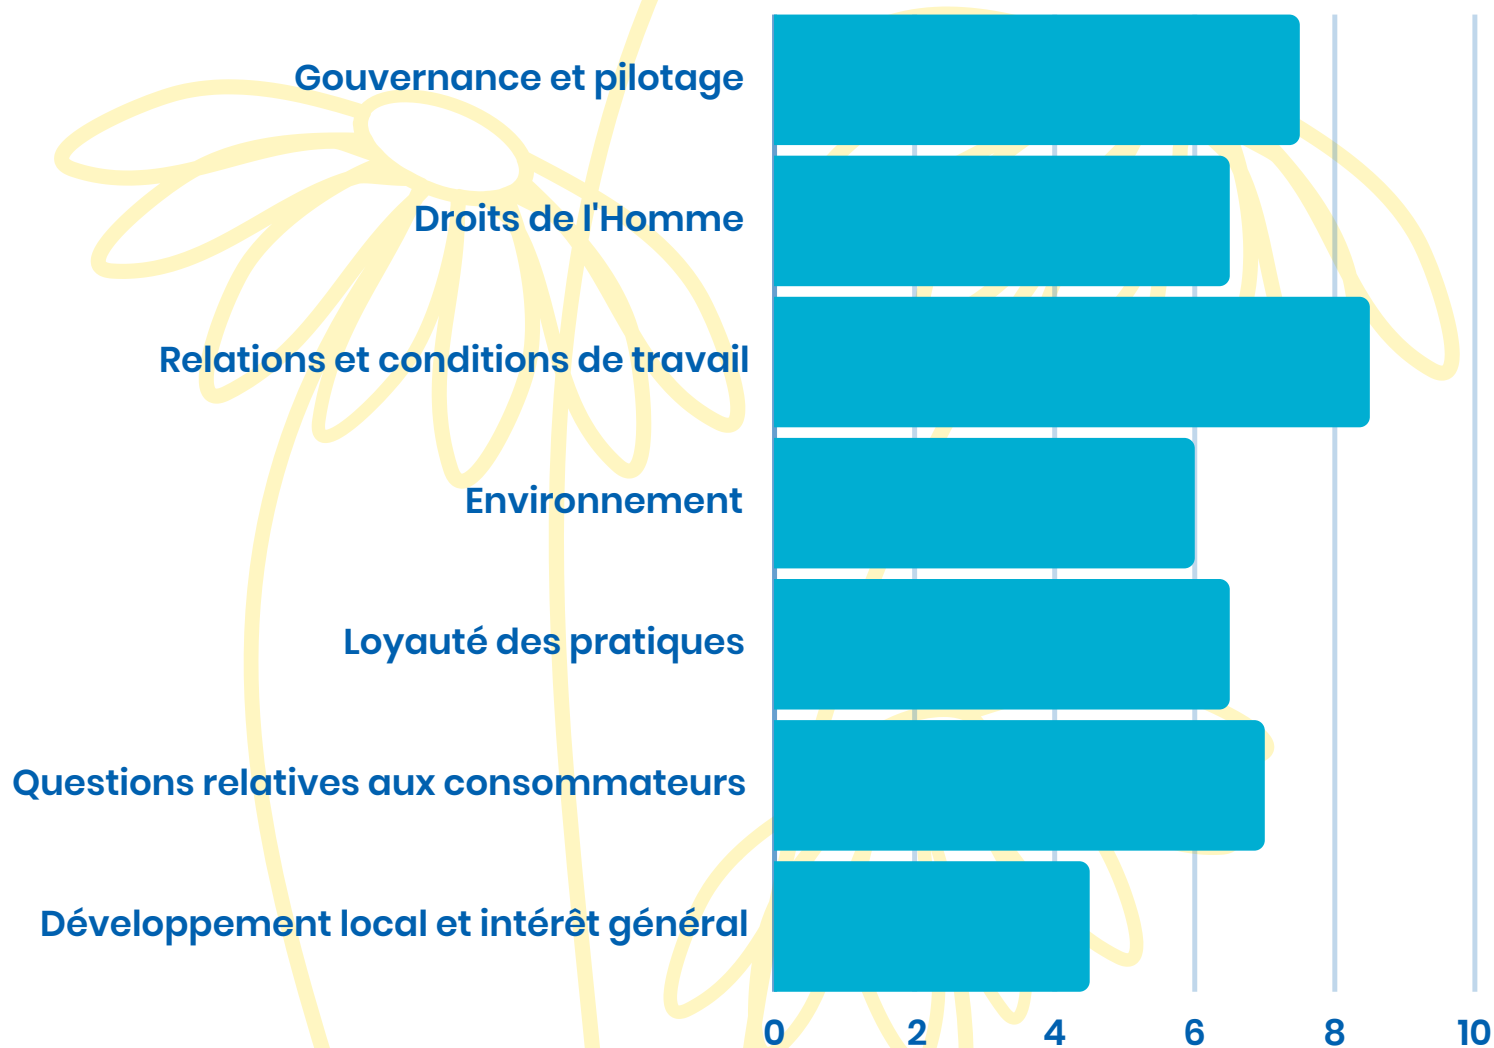 Gouvernance et pilotage
Droits de l'Homme
Relations et conditions de travail
Environnement
Loyauté des pratiques
Questions relatives aux consommateurs
Développement local et intérêt général
0 2 4 6 8 10